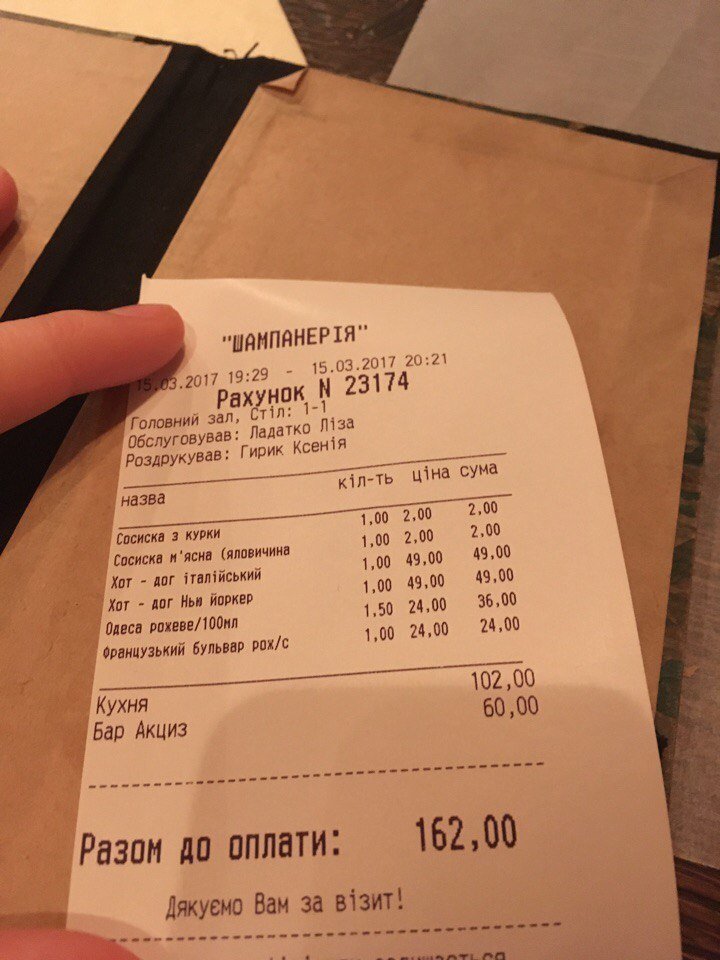 "ШАМПАНЕРІЯ"
15.03.2017 19:29 - 15.03.2017 20:21
Рахунок N 23174
Головний зал, Стіл: 1-1
Обслуговував: Ладатко Ліза
Роздрукував: Гирик Ксенія
назва кіл-ть ціна сума
Сосиска з курки 1,00 2,00 2,00
Сосиска м'ясна (яловичина 1,00 2,00 2,00
Хот - дог італійський 1,00 49,00 49,00
Хот - дог Нью йоркер 1,00 49,00 49,00
Одеса рожеве/100мл 1,50 24,00 36,00
Французький бульвар рох/с 1,00 24,00 24,00
Кухня 102,00
Бар Акциз 60,00
Разом до оплати: 162,00
Дякуємо Вам за візит!